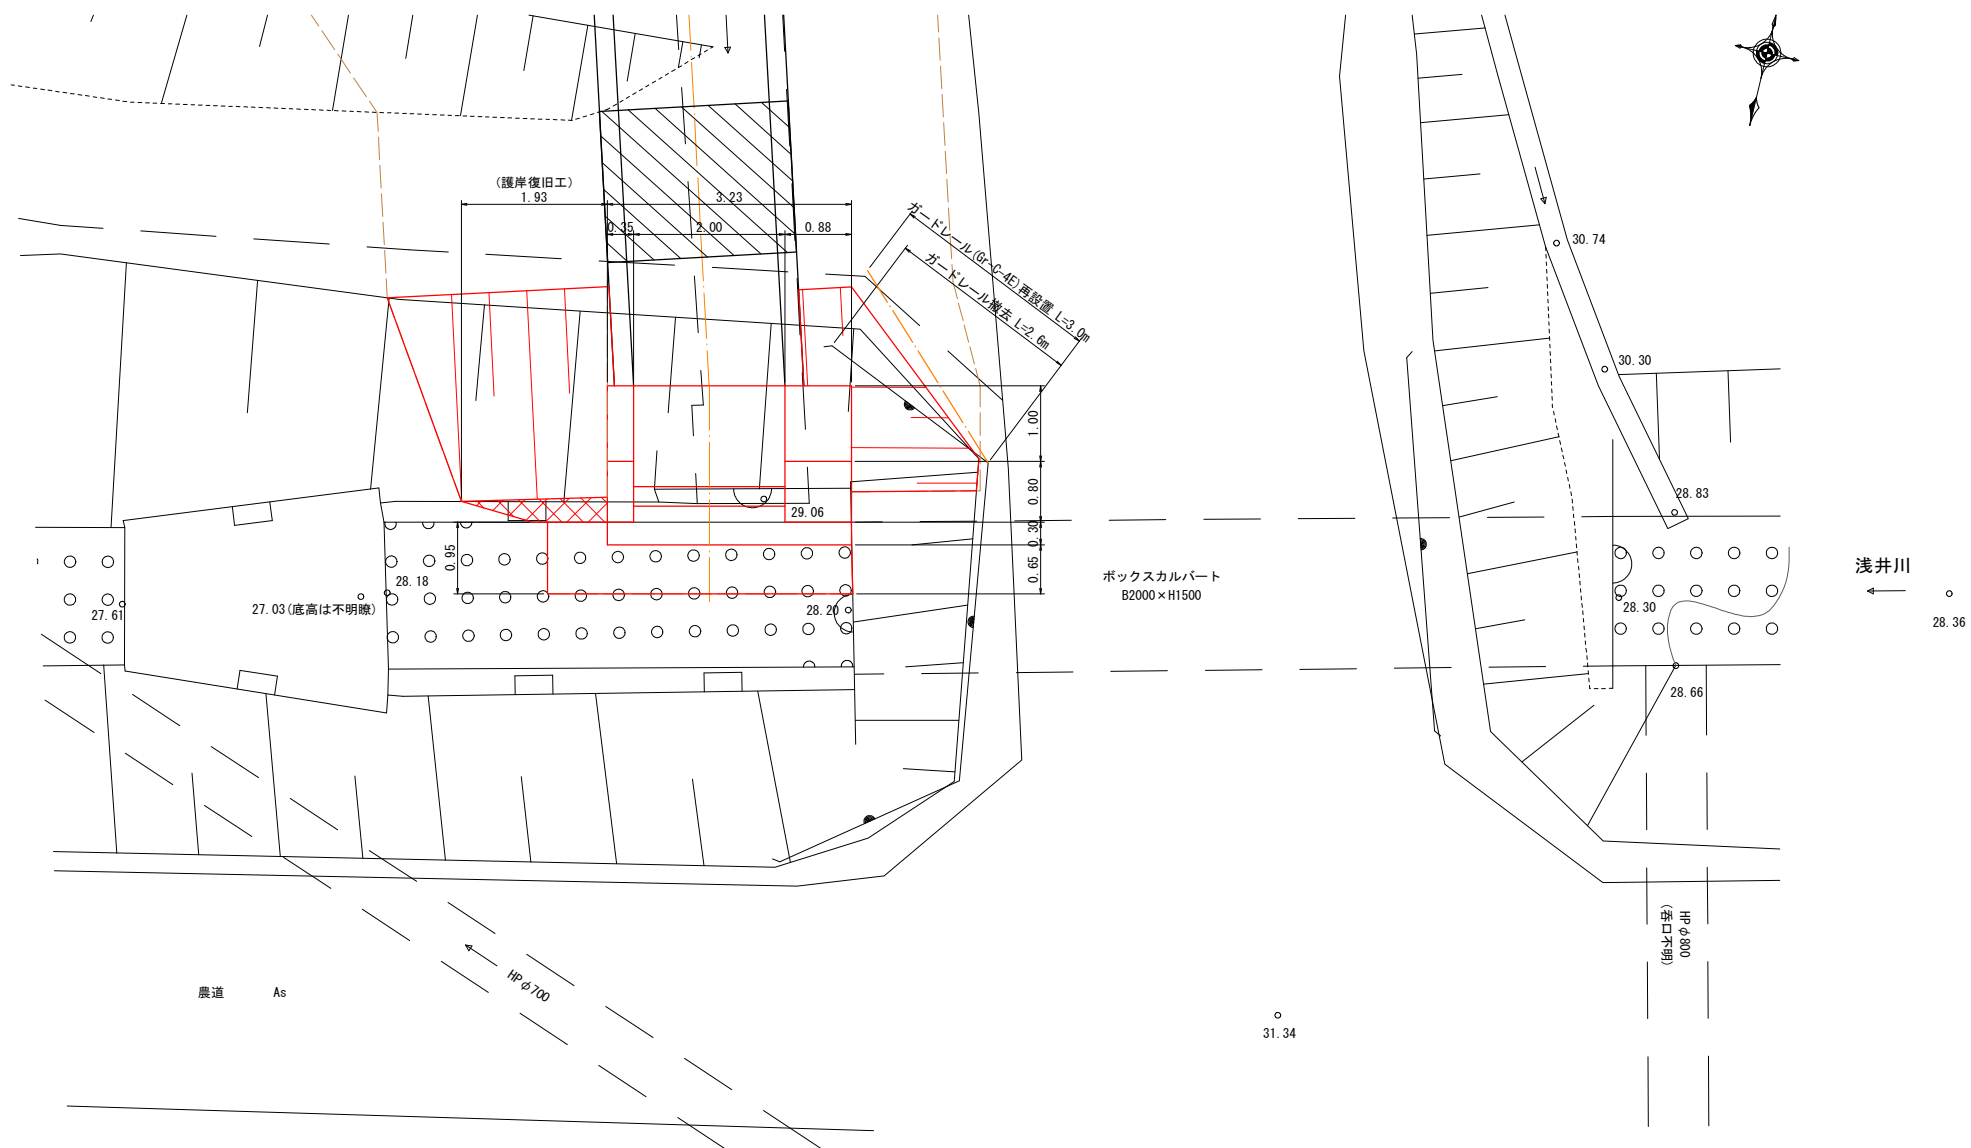 (護岸復旧工)
1.93
3.23
0.35
2.00
0.88
ガードレール(Gr-C-4E)再設置 L=3.0m
ガードレール撤去 L=2.6m
30.74
30.30
1.00
0.80
0.30
0.65
28.83
29.06
0.95
28.18
27.03(底高は不明瞭)
27.61
28.20
ボックスカルバート
B2000×H1500
28.30
浅井川
28.36
28.66
HPφ800
(呑口不明)
HPφ700
農道 As
31.34